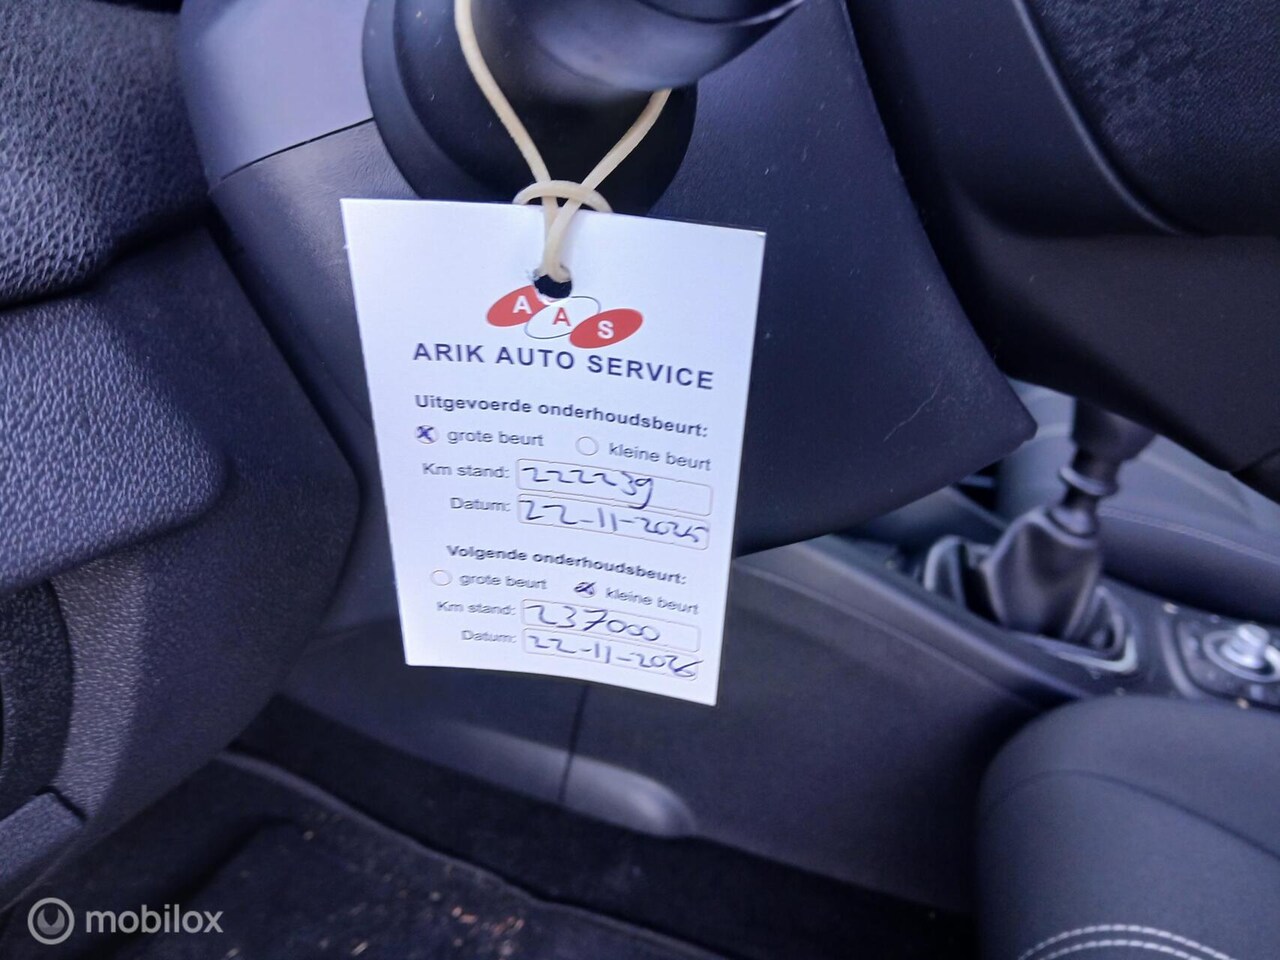 A A S
ARIK AUTO SERVICE
Uitgevoerde onderhoudsbeurt:
grote beurt kleine beurt
Km stand: 222239
Datum: 22-11-2025
Volgende onderhoudsbeurt:
grote beurt kleine beurt
Km stand: 237000
Datum: 22-11-2026
mobilox